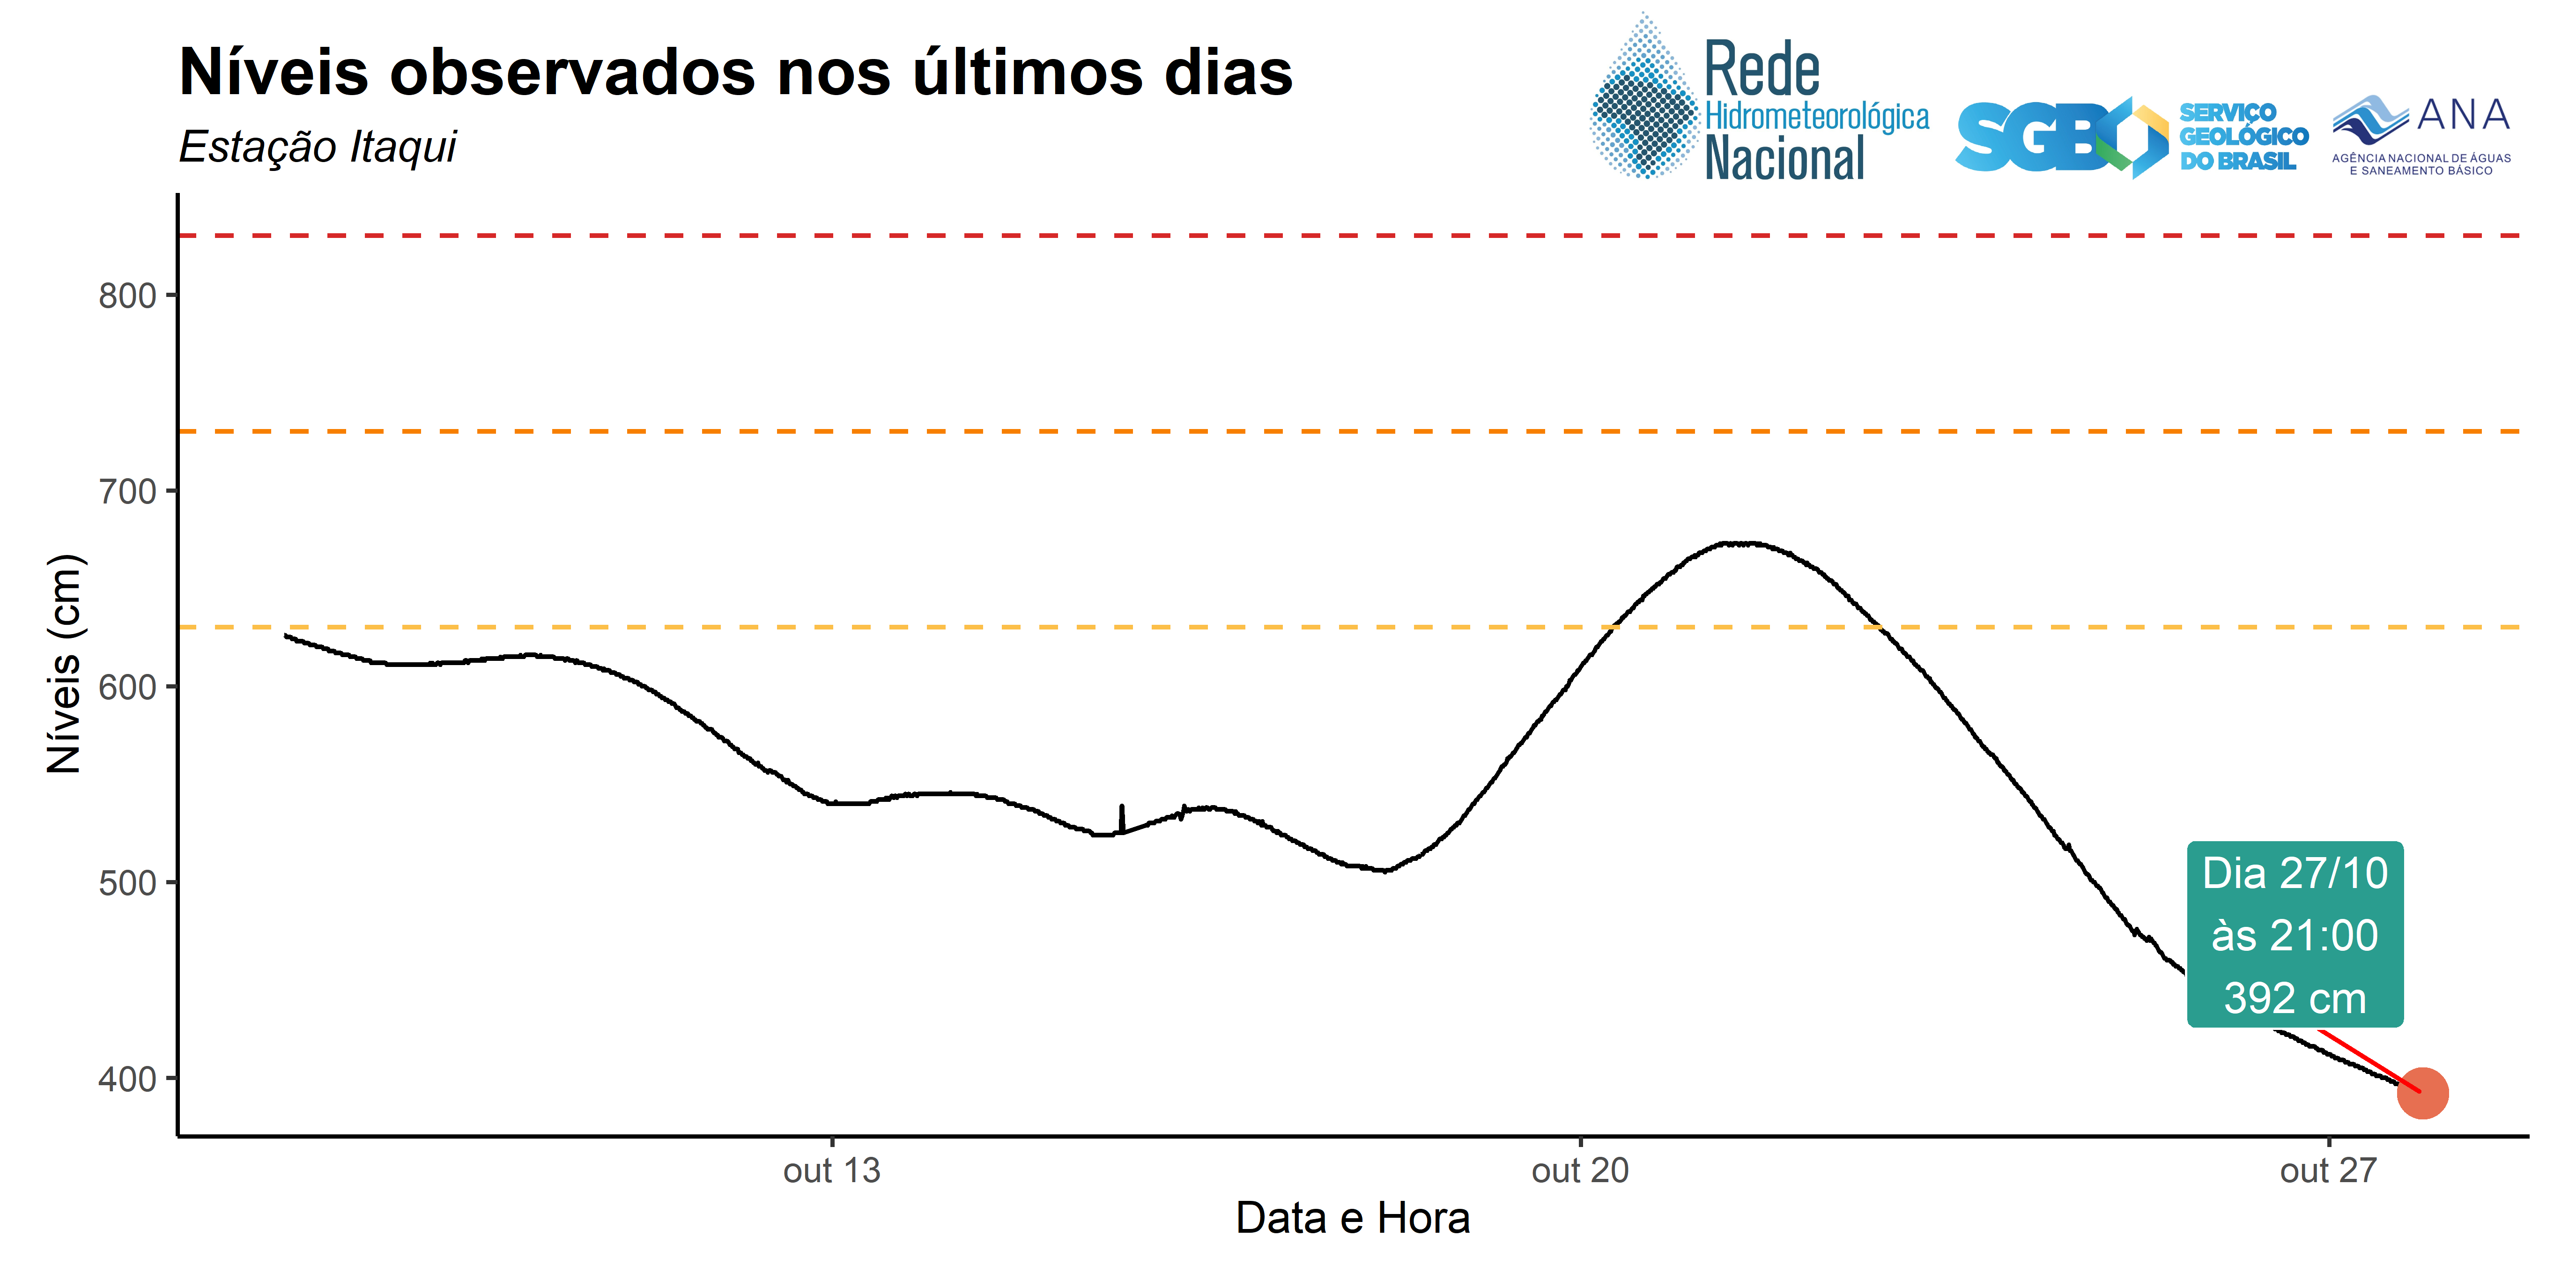 Níveis observados nos últimos dias
Estação Itaqui
Rede
Hidrometeorológica
Nacional
SGB
SERVIÇO
GEOLÓGICO
DO BRASIL
ANA
AGÊNCIA NACIONAL DE ÁGUAS
E SANEAMENTO BÁSICO
Níveis (cm)
800
700
600
500
400
Dia 27/10
às 21:00
392 cm
out 13
out 20
out 27
Data e Hora